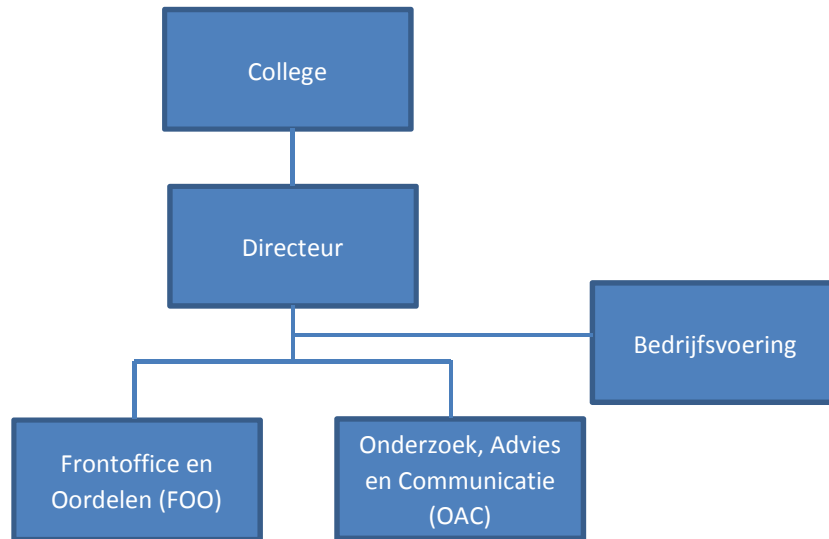 College
Directeur
Bedrijfsvoering
Frontoffice en
Oordelen (FOO)
Onderzoek, Advies
en Communicatie
(OAC)